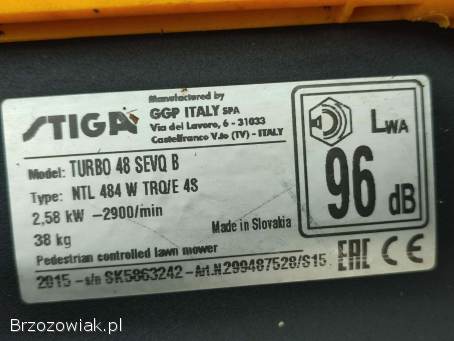 STIGA
Manufactured by
GGP ITALY SPA
Via del Lavoro, 6 - 31033
Castelfranco V.to (TV) - ITALY
Model: TURBO 48 SEVQ B
Type: NTL 484 W TRQ/E 4S
2,58 kW -2900/min
38 kg
Made in Slovakia
Pedestrian controlled lawn mower
2015 -s/n SK5863242 -Art.N299487528/S15
LWA
96 dB
EAC CE
Brzozowiak.pl